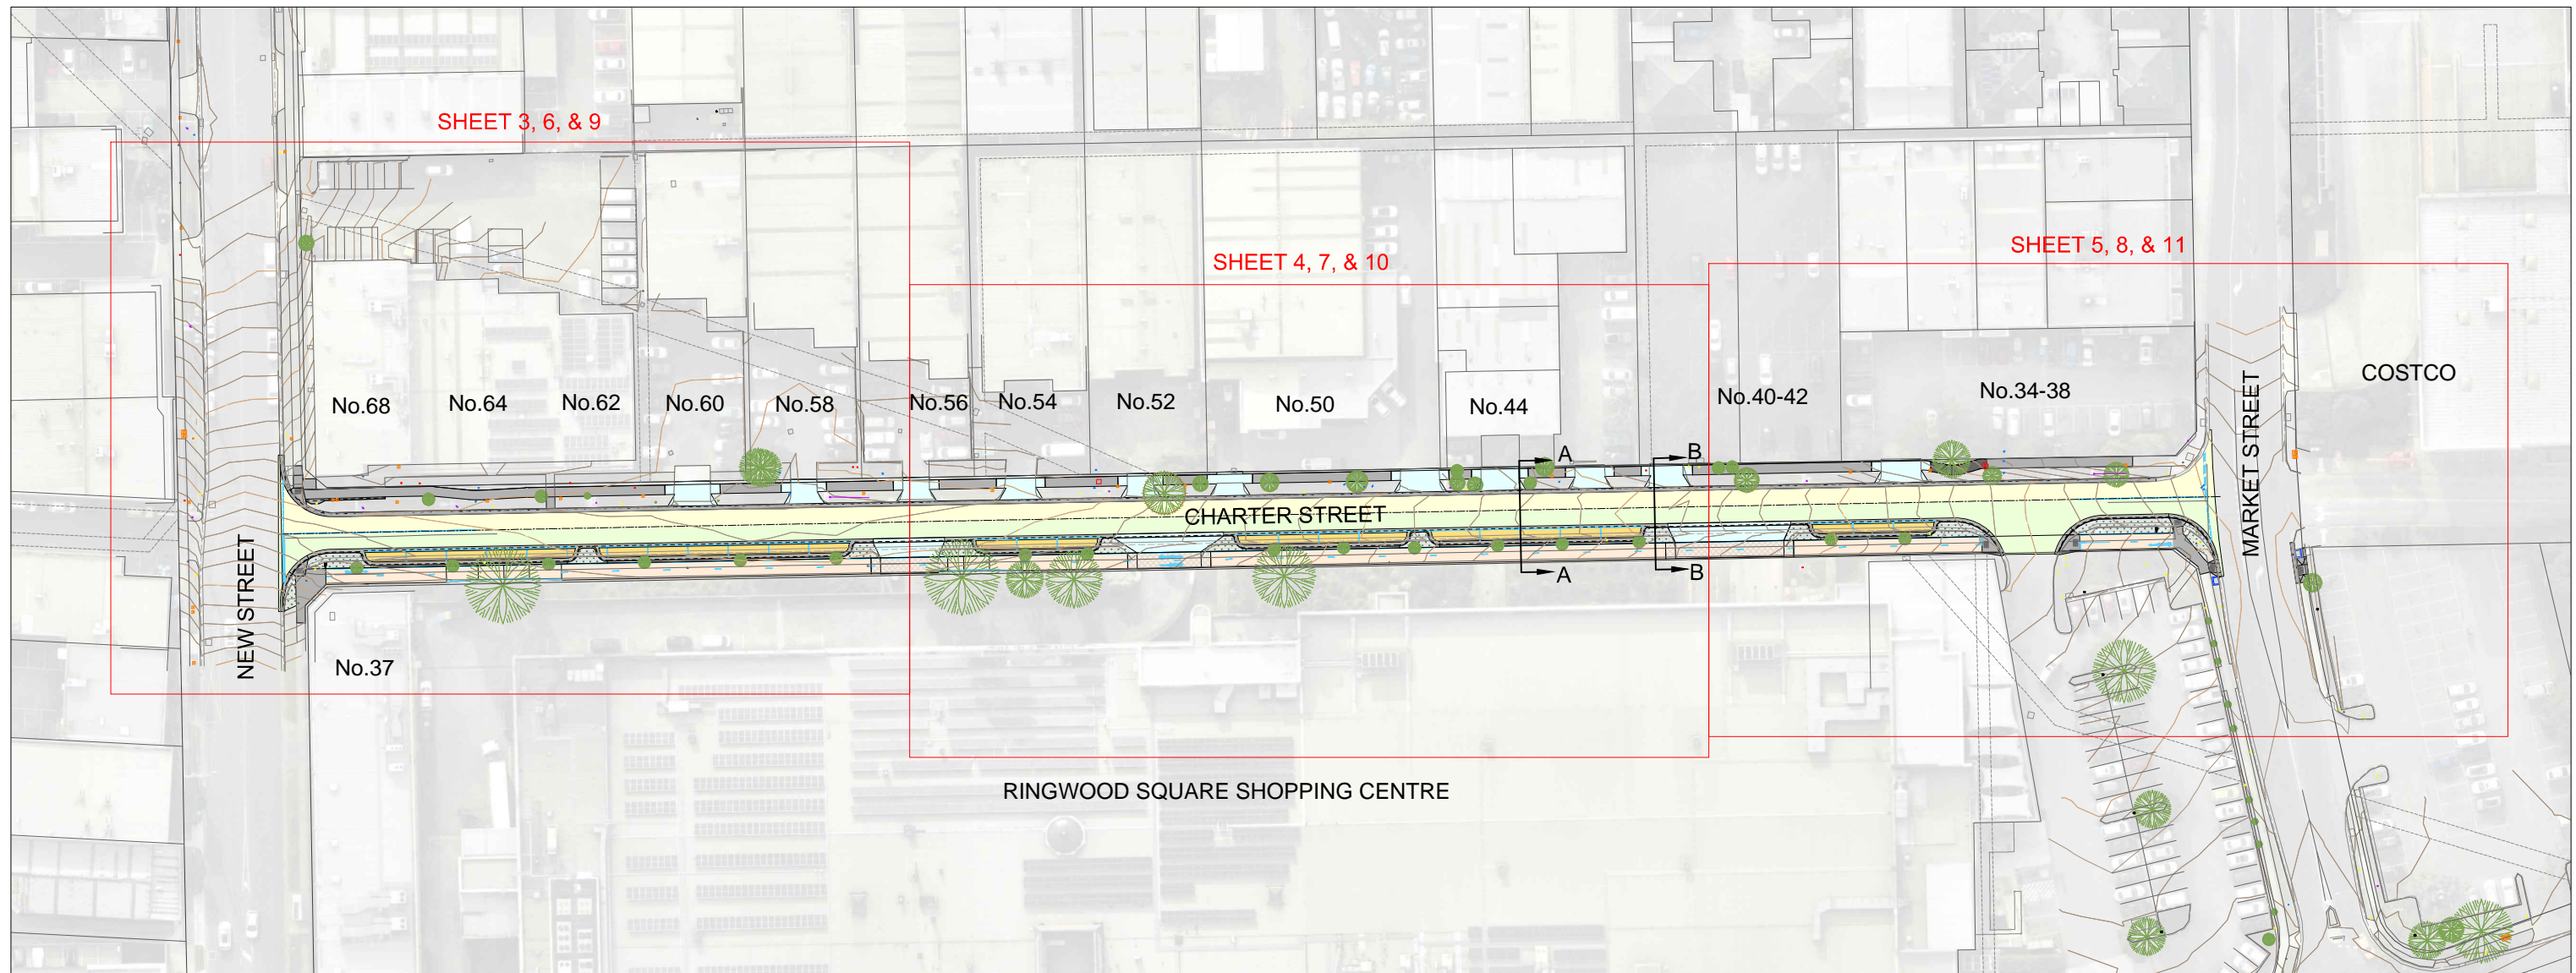 SHEET 3, 6, & 9
SHEET 5, 8, & 11
SHEET 4, 7, & 10
COSTCO
No.68
No.64
No.62
No.60
No.58
No.56
No.54
No.52
No.50
No.44
No.40-42
No.34-38
MARKET STREET
A
B
CHARTER STREET
A
B
NEW STREET
No.37
RINGWOOD SQUARE SHOPPING CENTRE